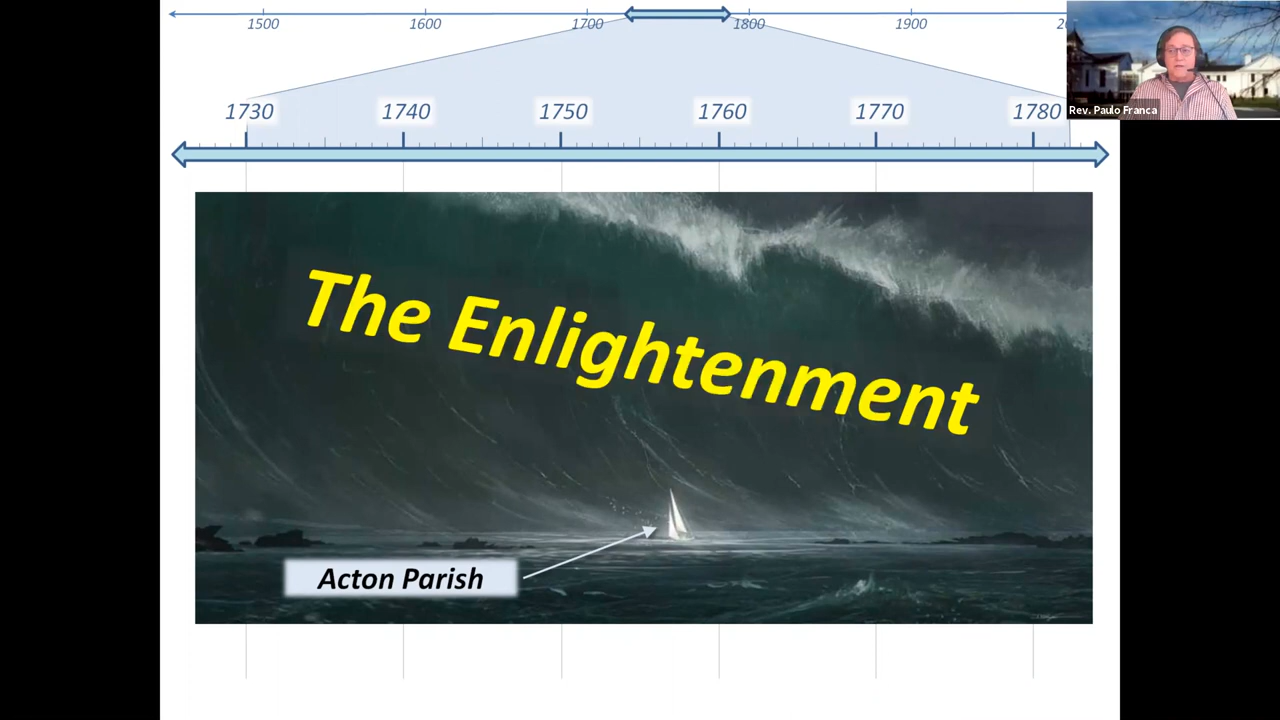 1500 1600 1700 1800 1900
Rev. Paulo Franca
1730 1740 1750 1760 1770 1780
The Enlightenment
Acton Parish